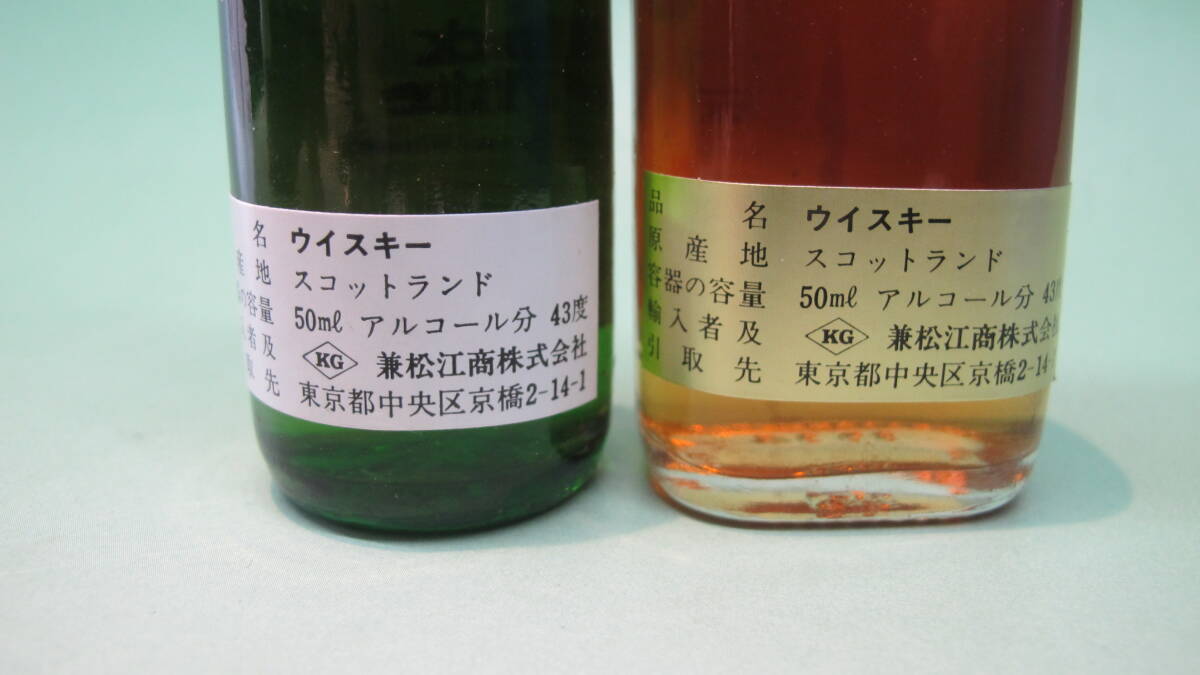 名 ウイスキー
産地 スコットランド
の容量 50mℓ アルコール分 43度
者及 KG 兼松江商株式会社
取先 東京都中央区京橋2-14-1
品名 ウイスキー
原産地 スコットランド
容器の容量 50mℓ アルコール分 43
輸入者及 KG 兼松江商株式会社
引取先 東京都中央区京橋2-14-